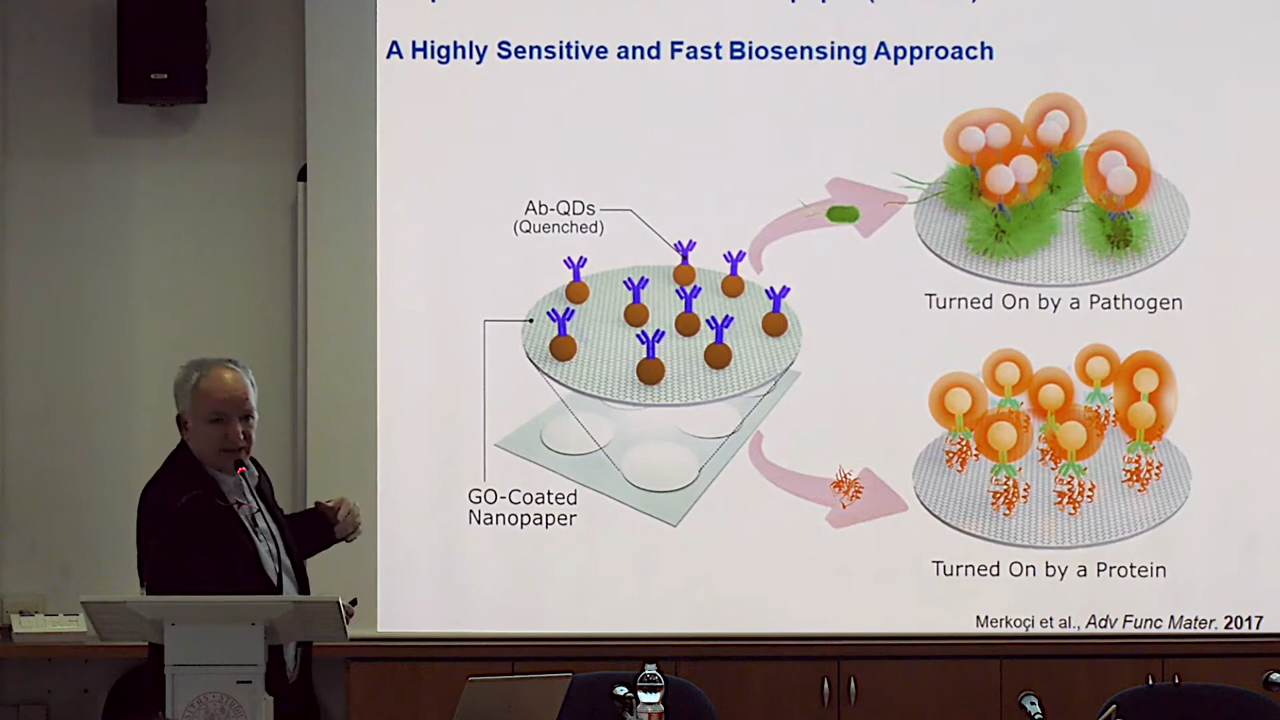 A Highly Sensitive and Fast Biosensing Approach
Ab-QDs
(Quenched)
Turned On by a Pathogen
GO-Coated
Nanopaper
Turned On by a Protein
Merkoçi et al., Adv Func Mater. 2017